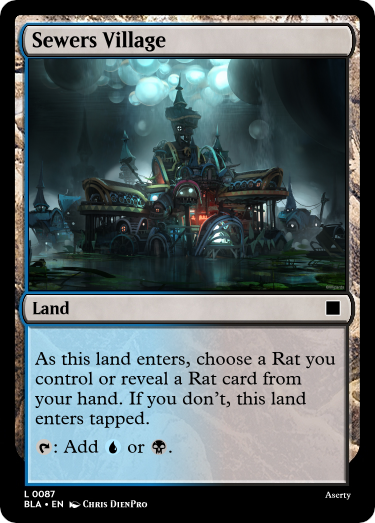 Sewers Village
Land
As this land enters, choose a Rat you
control or reveal a Rat card from
your hand. If you don't, this land
enters tapped.
: Add or .
L 0087
BLA • EN Chris DienPro
Aserty